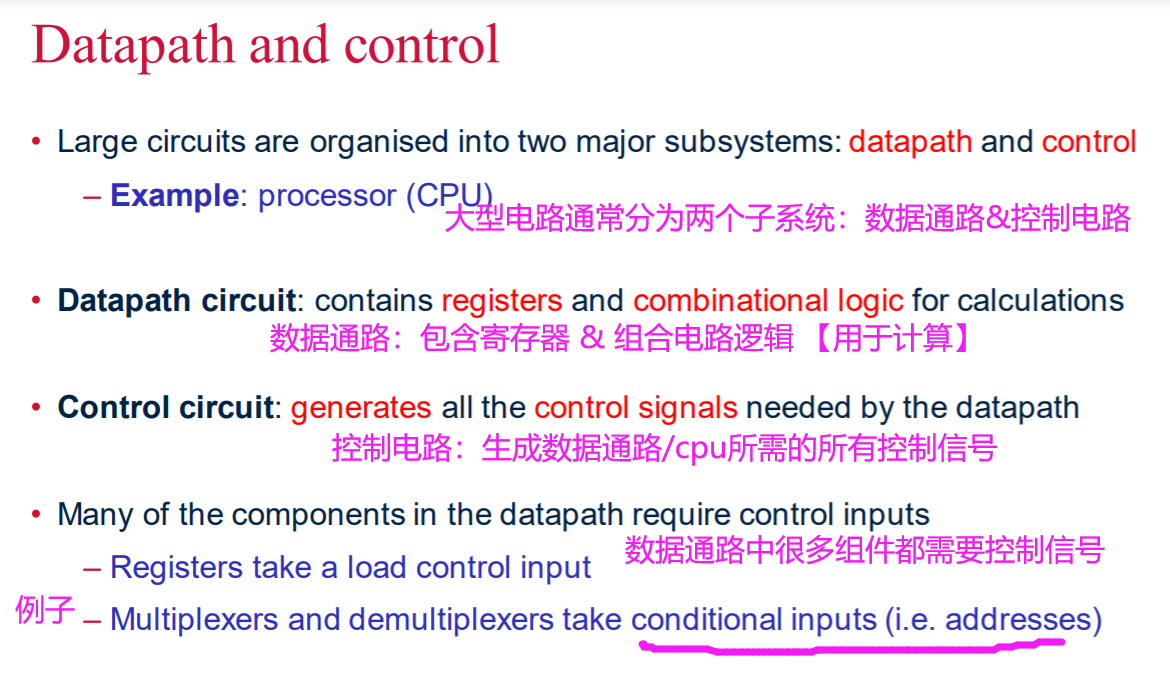 Datapath and control
• Large circuits are organised into two major subsystems: datapath and control
– Example: processor (CPU)
大型电路通常分为两个子系统：数据通路&控制电路
• Datapath circuit: contains registers and combinational logic for calculations
数据通路：包含寄存器 & 组合电路逻辑 【用于计算】
• Control circuit: generates all the control signals needed by the datapath
控制电路：生成数据通路/cpu所需的所有控制信号
• Many of the components in the datapath require control inputs
数据通路中很多组件都需要控制信号
– Registers take a load control input
例子
– Multiplexers and demultiplexers take conditional inputs (i.e. addresses)